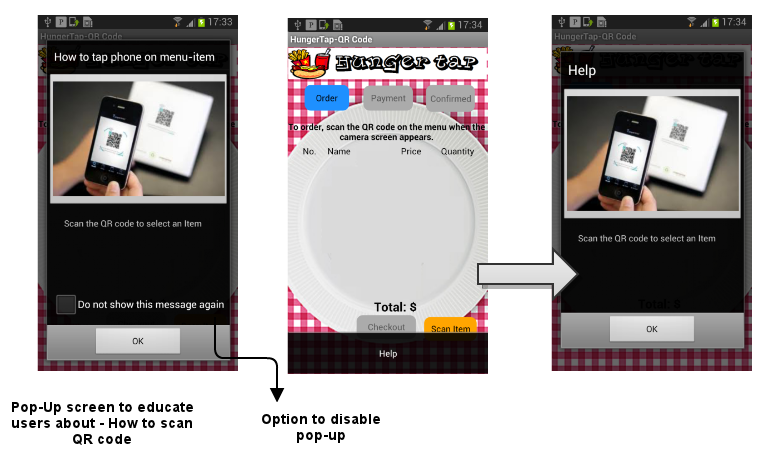 17:33
HungerTap-QR Code
How to tap phone on menu-item
Scan the QR code to select an Item
Do not show this message again
OK
Pop-Up screen to educate
users about - How to scan
QR code
Option to disable
pop-up
17:34
HungerTap-QR Code
Hunger tap
Order
Payment
Confirmed
To order, scan the QR code on the menu when the
camera screen appears.
No. Name Price Quantity
Total: $
Checkout
Scan Item
Help
17:34
HungerTap-QR Code
Help
Scan the QR code to select an Item
Total: $
OK